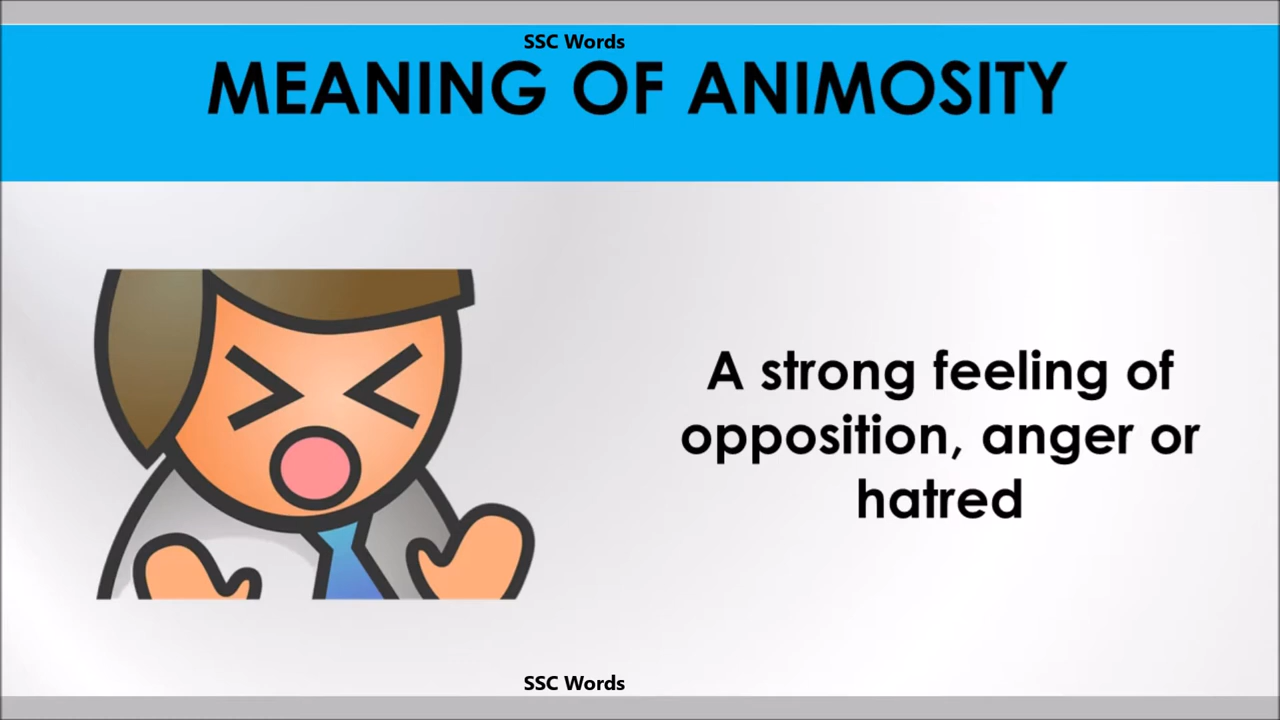 SSC Words
MEANING OF ANIMOSITY
A strong feeling of
opposition, anger or
hatred
SSC Words